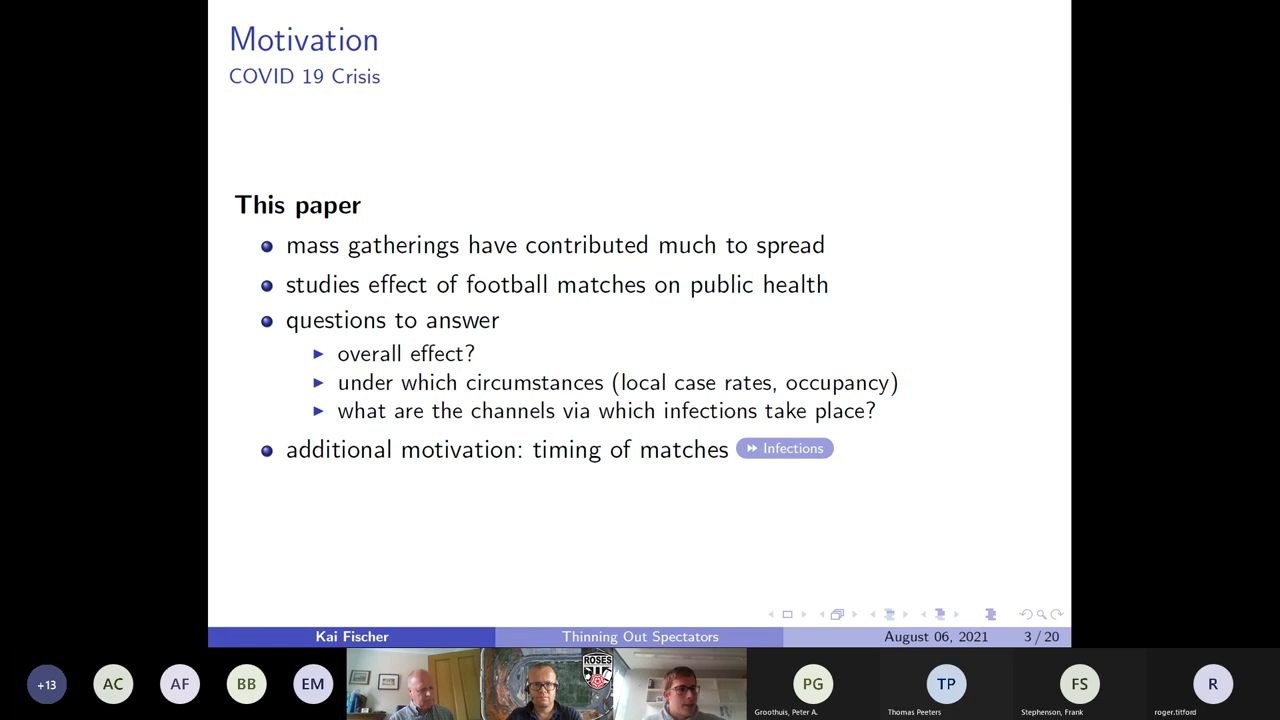 Motivation
COVID 19 Crisis
This paper
mass gatherings have contributed much to spread
studies effect of football matches on public health
questions to answer
overall effect?
under which circumstances (local case rates, occupancy)
what are the channels via which infections take place?
additional motivation: timing of matches Infections
Kai Fischer Thinning Out Spectators August 06, 2021 3 / 20
+13 AC AF BB EM ROSES PG TP FS R
Groothuis, Peter A. Thomas Peeters Stephenson, Frank roger.titford